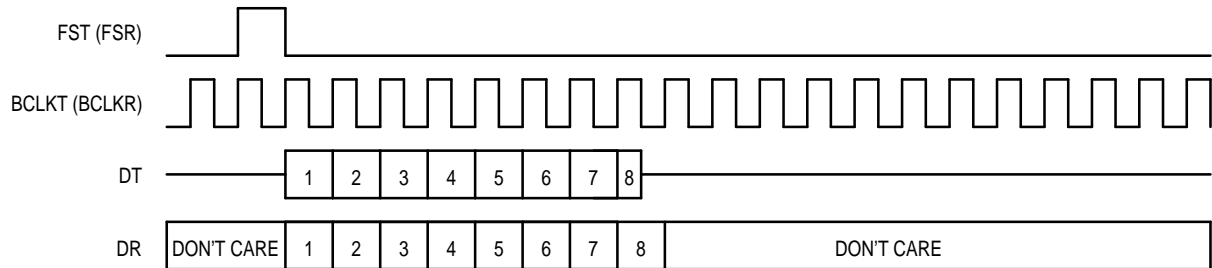 FST (FSR)
BCLKT (BCLKR)
DT 1 2 3 4 5 6 7 8
DR DON'T CARE 1 2 3 4 5 6 7 8 DON'T CARE